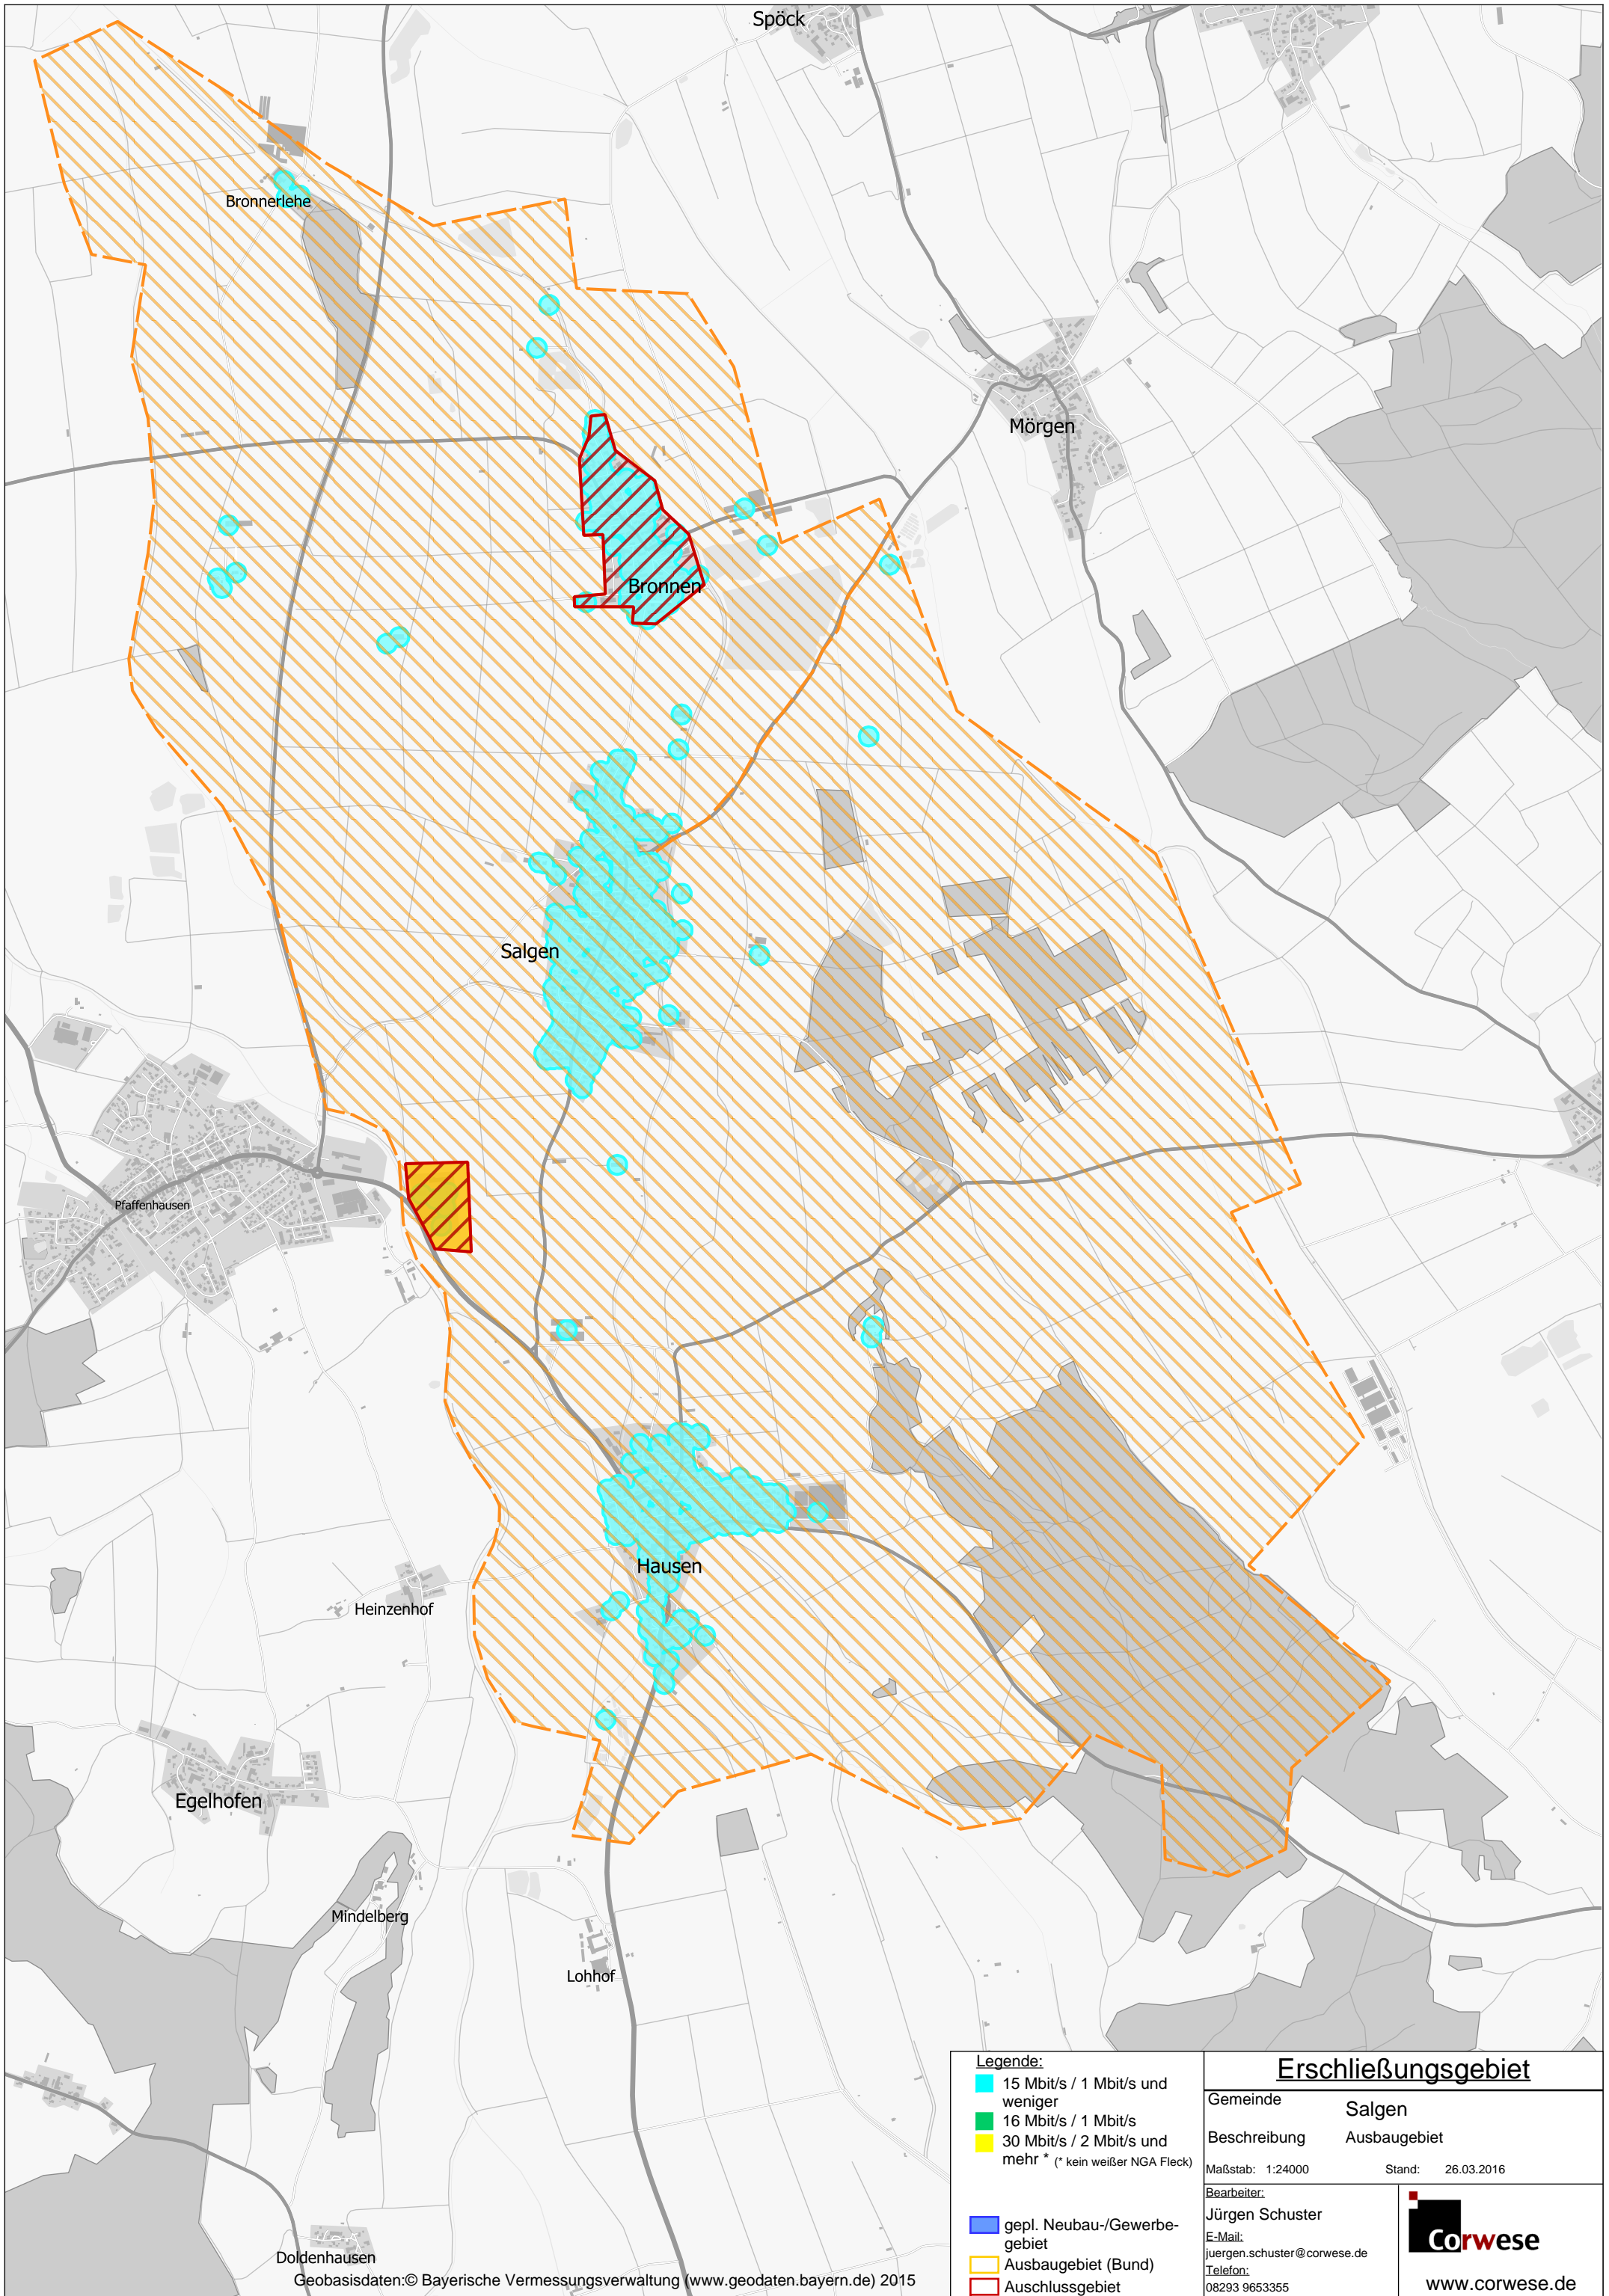 Spöck
Bronnerlehe
Mörgen
Bronnen
Salgen
Pfaffenhausen
Hausen
Heinzenhof
Egelhofen
Mindelberg
Lohhof
Doldenhausen
Geobasisdaten:© Bayerische Vermessungsverwaltung (www.geodaten.bayern.de) 2015
Legende:
15 Mbit/s / 1 Mbit/s und
weniger
16 Mbit/s / 1 Mbit/s
30 Mbit/s / 2 Mbit/s und
mehr * (* kein weißer NGA Fleck)
gepl. Neubau-/Gewerbe-
gebiet
Ausbaugebiet (Bund)
Auschlussgebiet
Erschließungsgebiet
Gemeinde Salgen
Beschreibung Ausbaugebiet
Maßstab: 1:24000 Stand: 26.03.2016
Bearbeiter:
Jürgen Schuster
E-Mail:
juergen.schuster@corwese.de
Telefon:
08293 9653355
Corwese
www.corwese.de